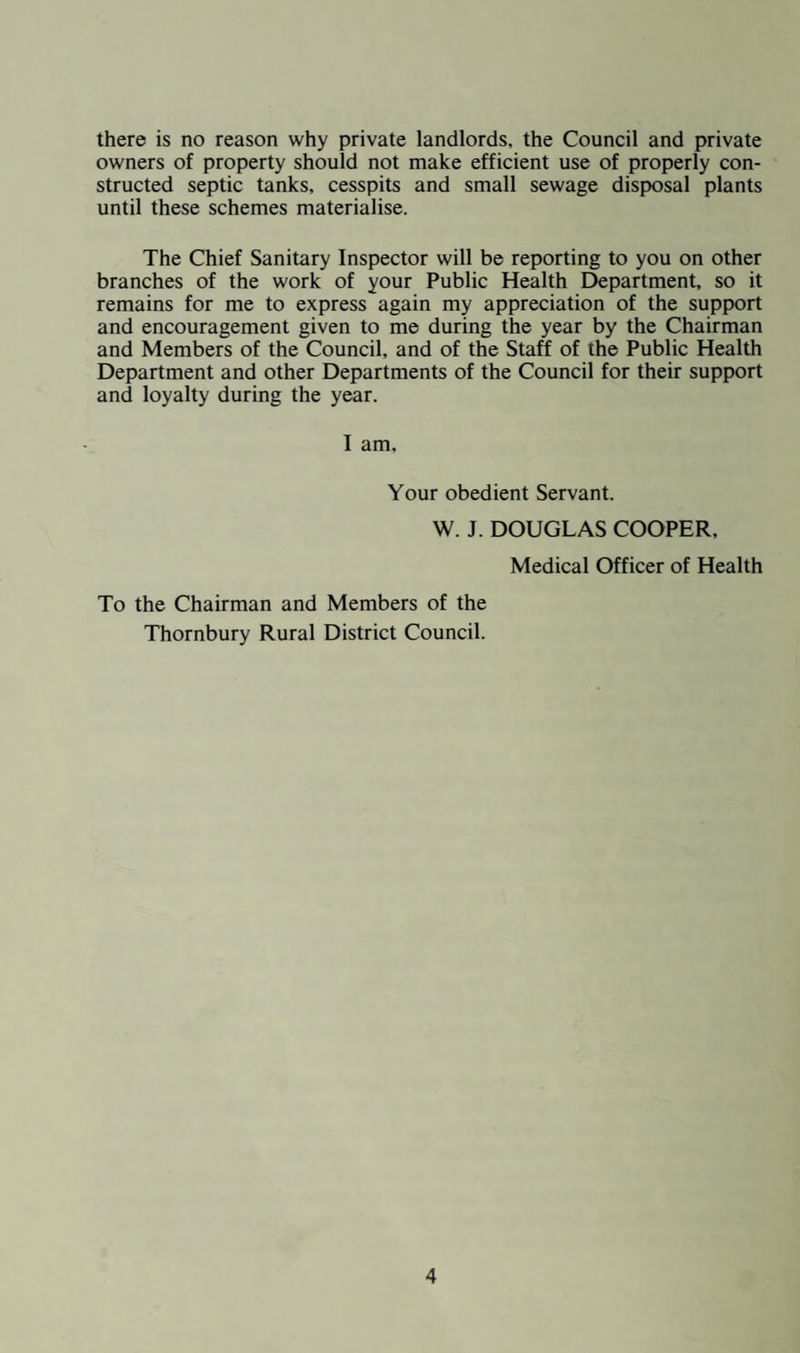 there is no reason why private landlords, the Council and private
owners of property should not make efficient use of properly con-
structed septic tanks, cesspits and small sewage disposal plants
until these schemes materialise.
The Chief Sanitary Inspector will be reporting to you on other
branches of the work of your Public Health Department, so it
remains for me to express again my appreciation of the support
and encouragement given to me during the year by the Chairman
and Members of the Council, and of the Staff of the Public Health
Department and other Departments of the Council for their support
and loyalty during the year.
I am,
Your obedient Servant.
W. J. DOUGLAS COOPER,
Medical Officer of Health
To the Chairman and Members of the
Thornbury Rural District Council.
4